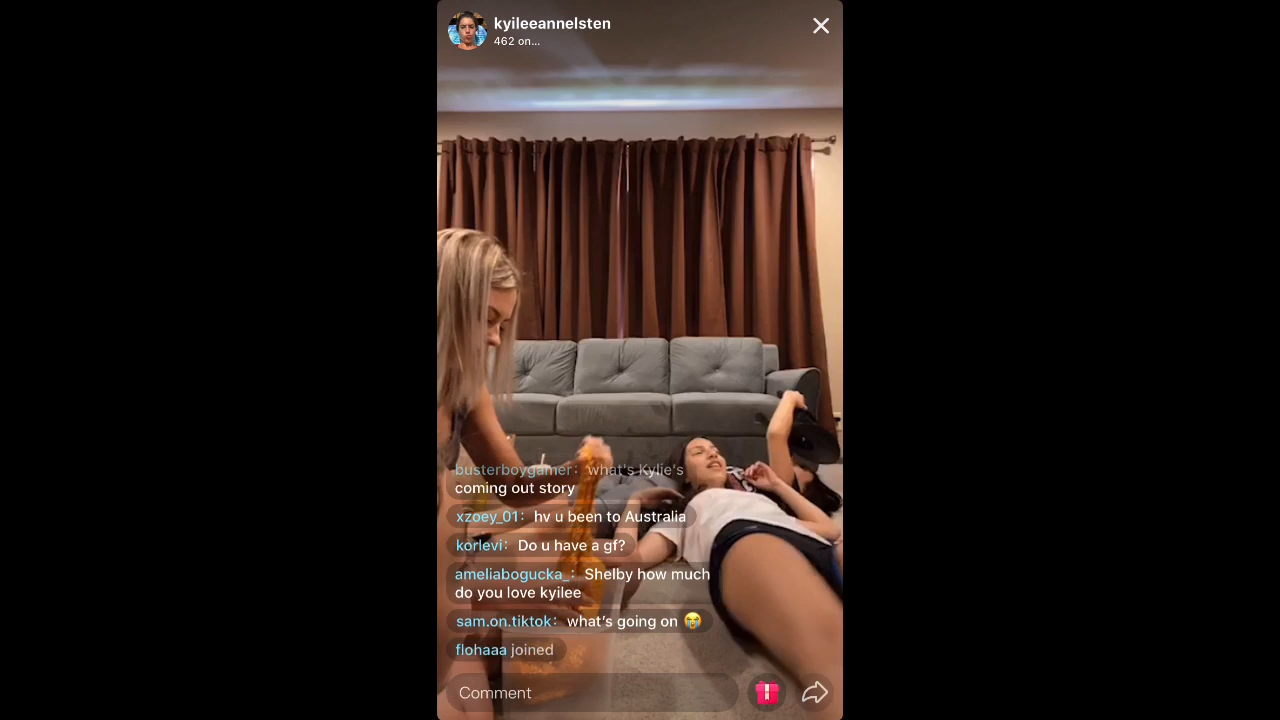 kyileeannelsten
462 on...
busterboygamer: what's Kylie's
coming out story
xzoey_01: hv u been to Australia
korlevi: Do u have a gf?
ameliabogucka_: Shelby how much
do you love kyilee
sam.on.tiktok: what's going on 😭
flohaaa joined
Comment